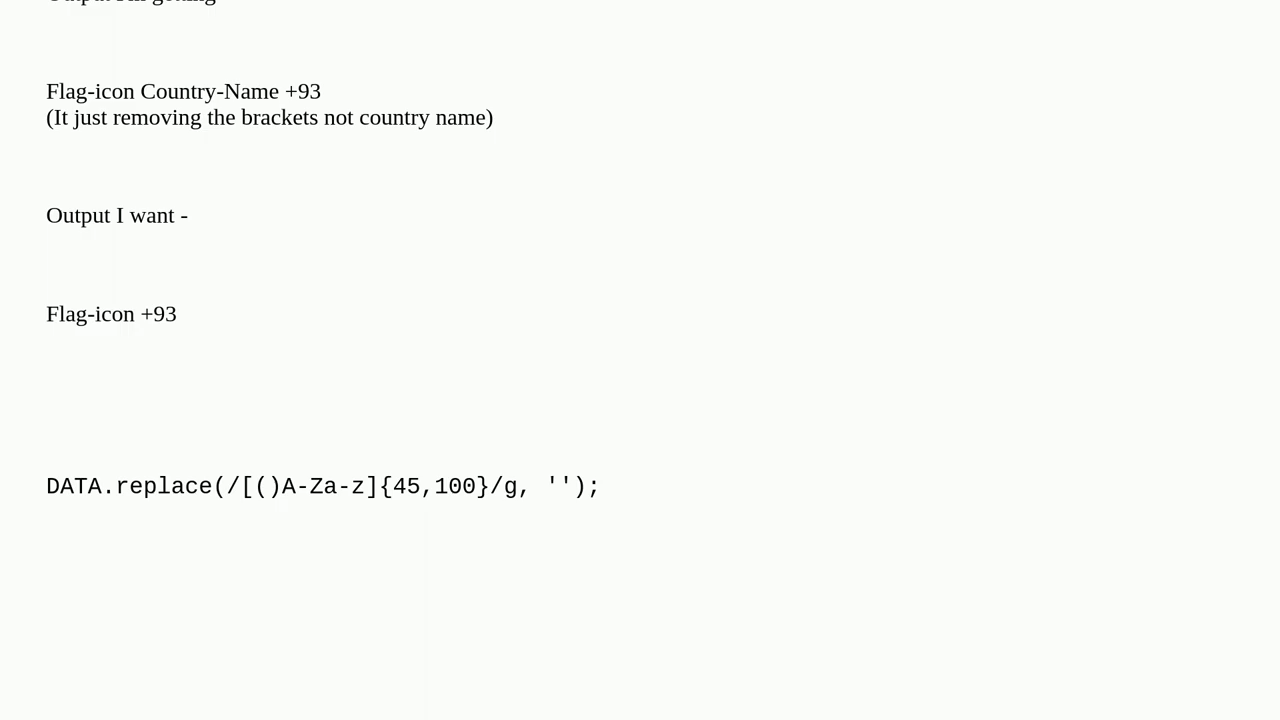 Flag-icon Country-Name +93
(It just removing the brackets not country name)
Output I want -
Flag-icon +93
DATA.replace(/[()A-Za-z]{45,100}/g, '');